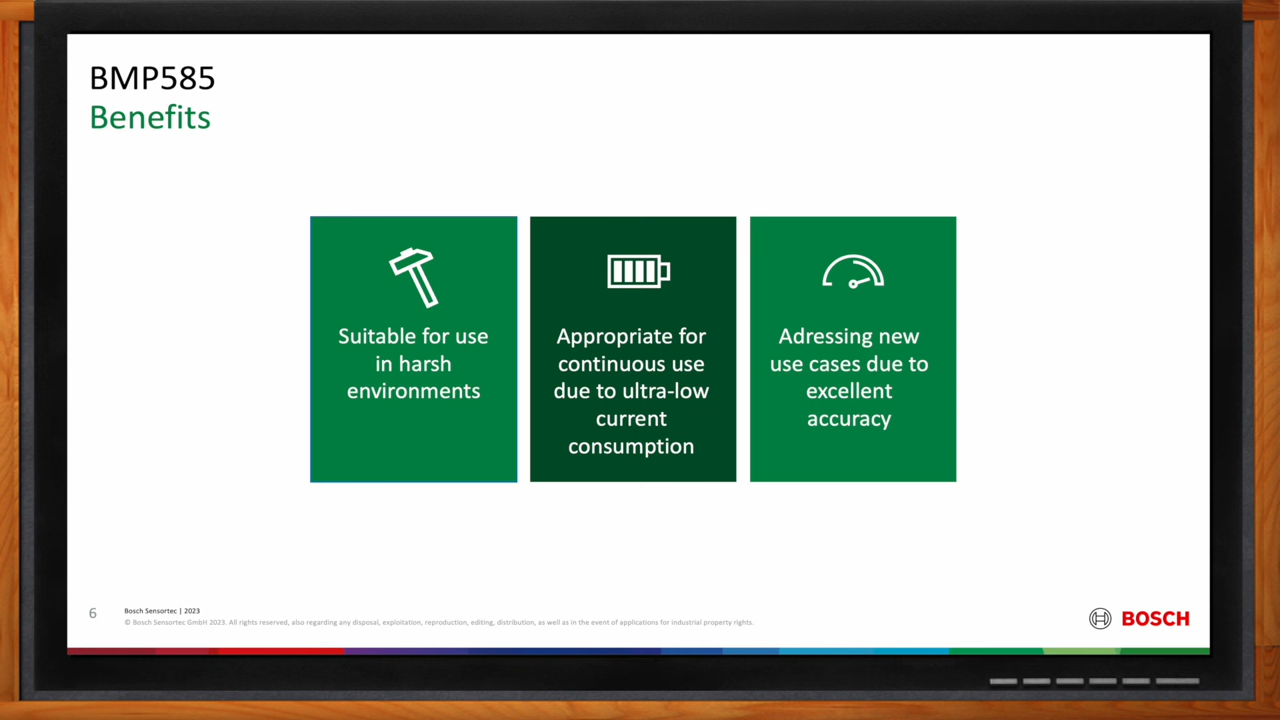 BMP585
Benefits
Suitable for use
in harsh
environments
Appropriate for
continuous use
due to ultra-low
current
consumption
Adressing new
use cases due to
excellent
accuracy
6
Bosch Sensortec | 2023
© Bosch Sensortec GmbH 2023. All rights reserved, also regarding any disposal, exploitation, reproduction, editing, distribution, as well as in the event of applications for industrial property rights.
BOSCH